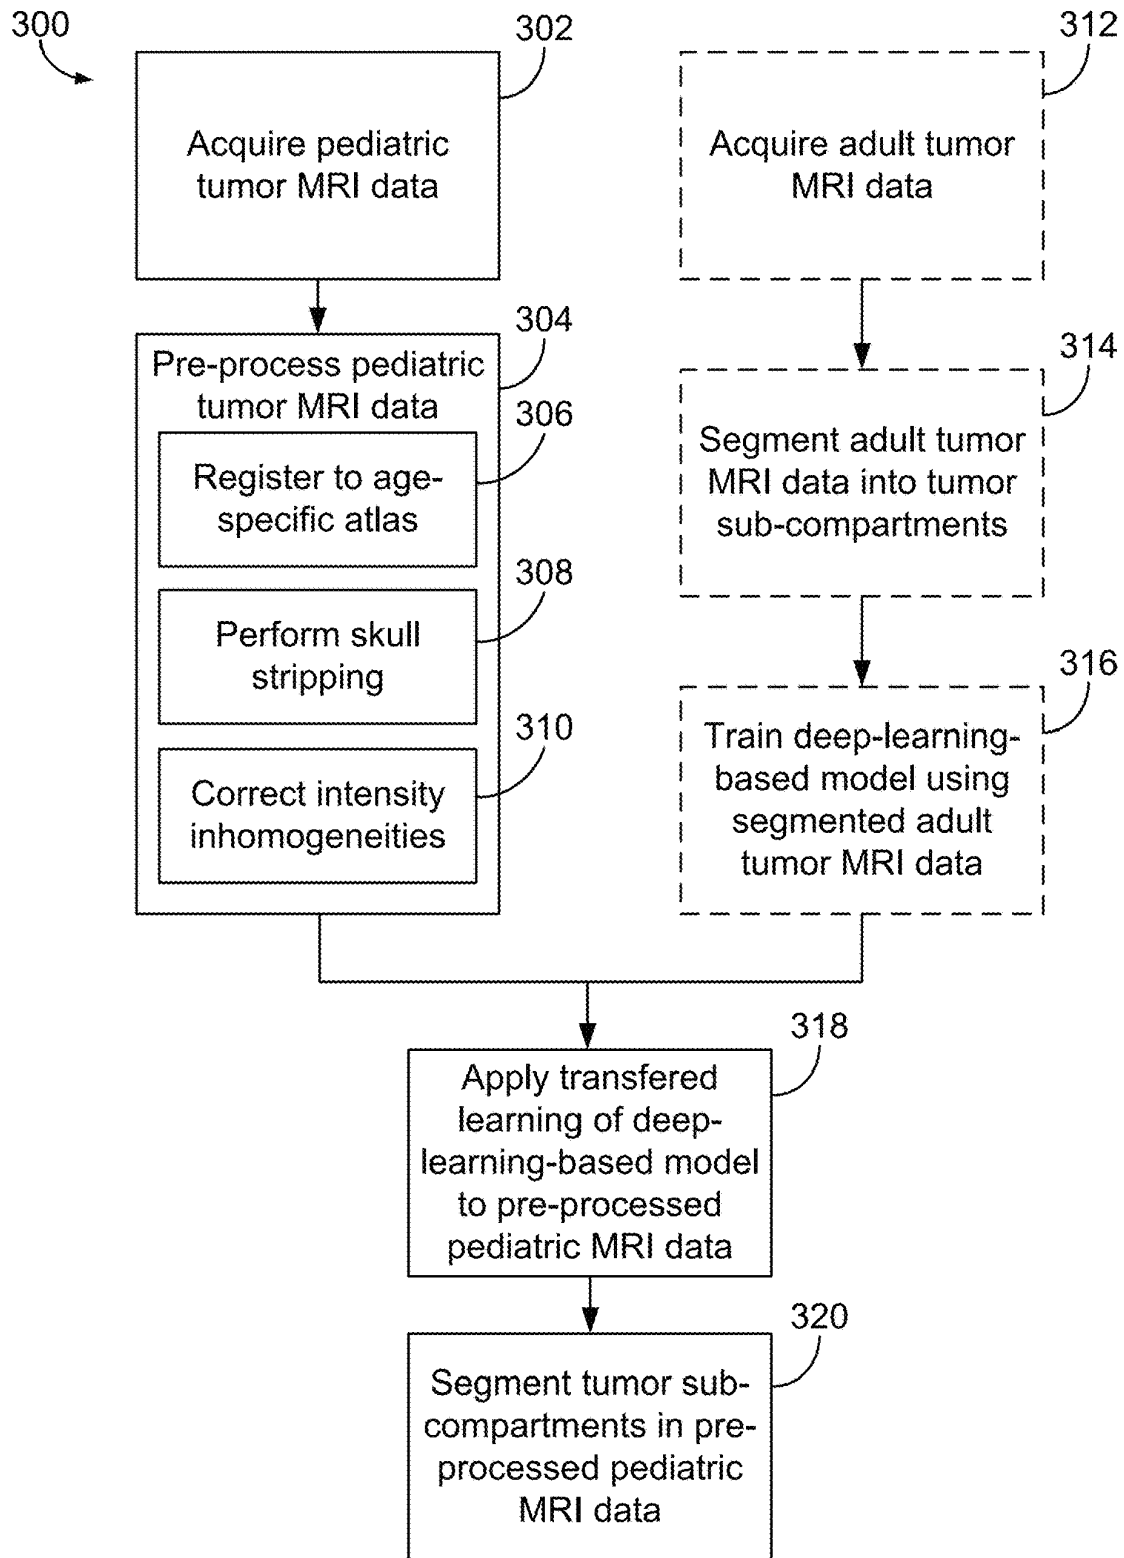 300
302
Acquire pediatric
tumor MRI data
304
Pre-process pediatric
tumor MRI data
306
Register to age-
specific atlas
308
Perform skull
stripping
310
Correct intensity
inhomogeneities
312
Acquire adult tumor
MRI data
314
Segment adult tumor
MRI data into tumor
sub-compartments
316
Train deep-learning-
based model using
segmented adult
tumor MRI data
318
Apply transfered
learning of deep-
learning-based model
to pre-processed
pediatric MRI data
320
Segment tumor sub-
compartments in pre-
processed pediatric
MRI data